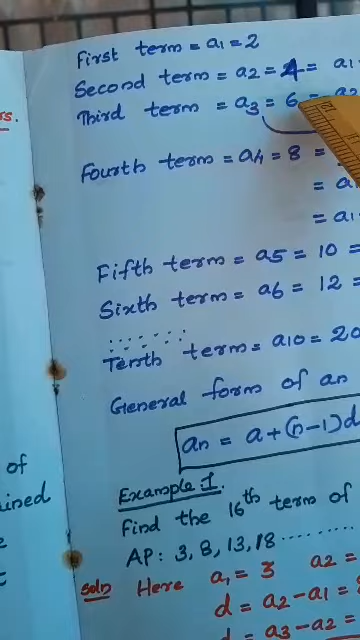 rs.
First term = a1 = 2
Second term = a2 = 4 = a1
Third term = a3 = 6 = a2
Fourth term = a4 = 8 =
= a
= a1
Fifth term = a5 = 10 =
Sixth term = a6 = 12 =
Tenth term = a10 = 20
General form of an
an = a + (n-1)d
of
ined
Example 1
Find the 16th term of
AP: 3, 8, 13, 18 ..........
Soln Here a1 = 3 a2 =
d = a2 - a1 =
d = a3 - a2 =